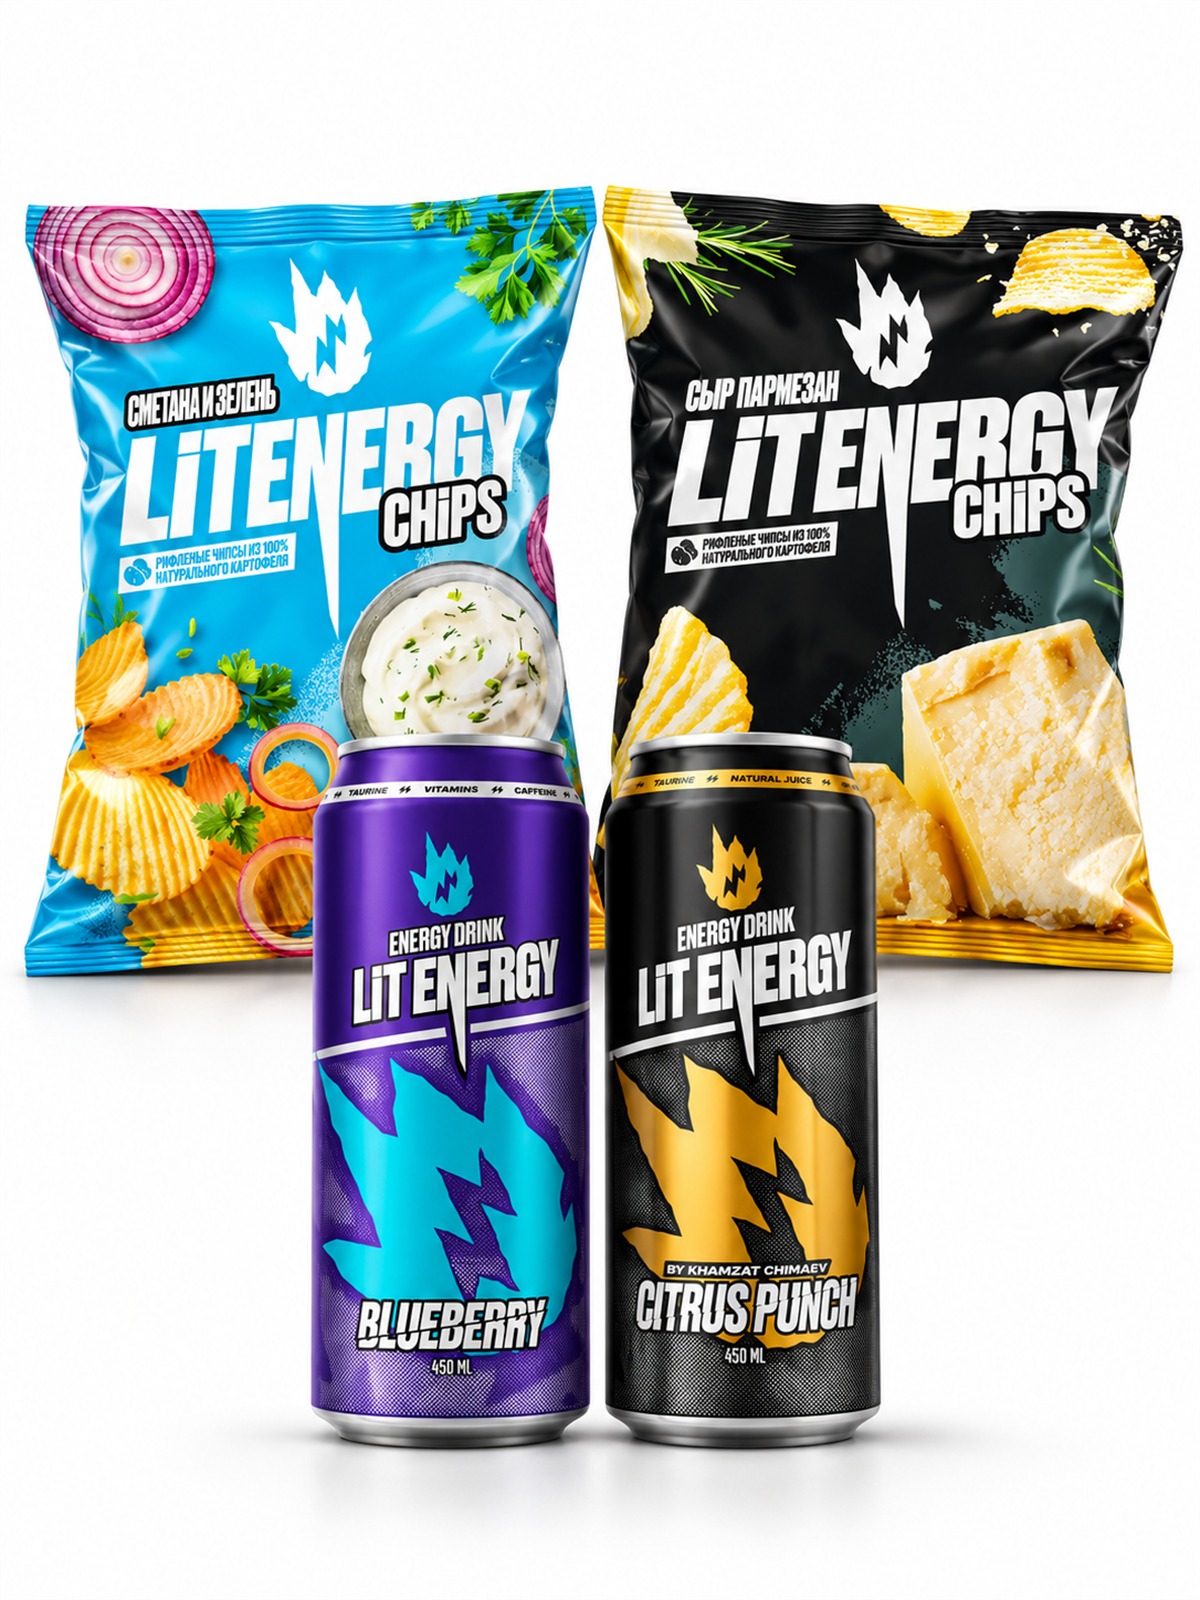 СМЕТАНА И ЗЕЛЕНЬ
LiTENERGY
CHiPS
РИФЛЕНЫЕ ЧИПСЫ ИЗ 100%
НАТУРАЛЬНОГО КАРТОФЕЛЯ
СЫР ПАРМЕЗАН
LiTENERGY
CHiPS
РИФЛЕНЫЕ ЧИПСЫ ИЗ 100%
НАТУРАЛЬНОГО КАРТОФЕЛЯ
TAURINE VITAMINS CAFFEINE
ENERGY DRINK
LiT ENERGY
BLUEBERRY
450 ML
TAURINE NATURAL JUICE
ENERGY DRINK
LiT ENERGY
BY KHAMZAT CHIMAEV
CITRUS PUNCH
450 ML